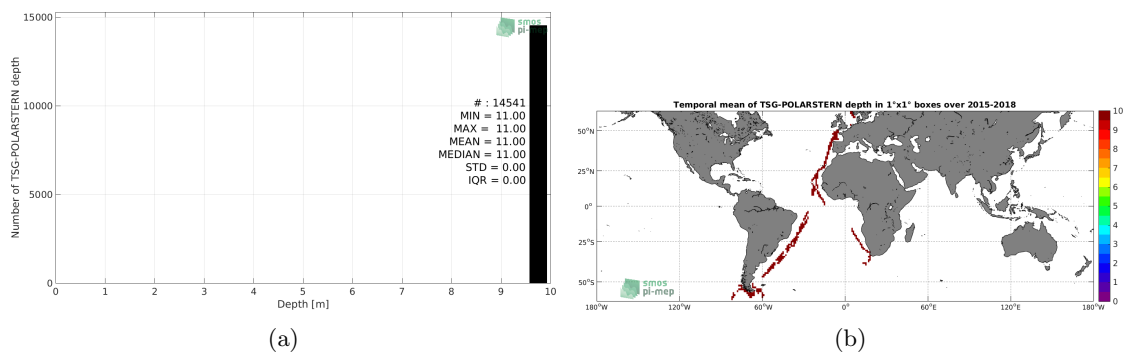 15000
10000
5000
0
Number of TSG-POLARSTERN depth
smos
pi-mep
# : 14541
MIN = 11.00
MAX = 11.00
MEAN = 11.00
MEDIAN = 11.00
STD = 0.00
IQR = 0.00
0 1 2 3 4 5 6 7 8 9 10
Depth [m]
(a)
Temporal mean of TSG-POLARSTERN depth in 1°x1° boxes over 2015-2018
50°N
25°N
0°
25°S
50°S
180°W 120°W 60°W 0° 60°E 120°E 180°W
smos
pi-mep
10
9
8
7
6
5
4
3
2
1
0
(b)